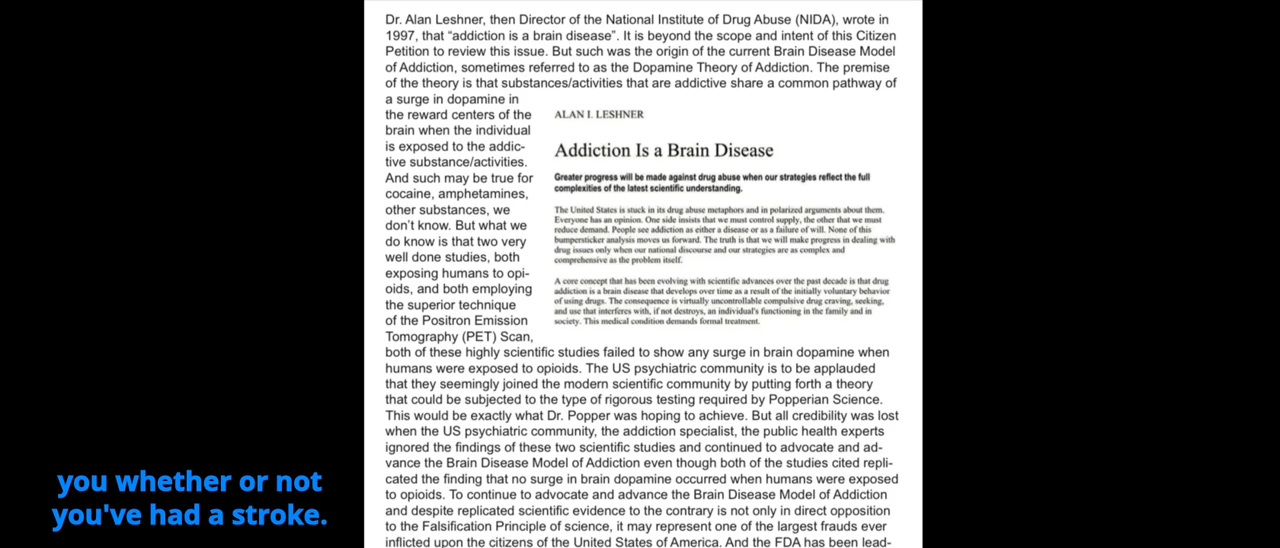 Dr. Alan Leshner, then Director of the National Institute of Drug Abuse (NIDA), wrote in
1997, that “addiction is a brain disease”. It is beyond the scope and intent of this Citizen
Petition to review this issue. But such was the origin of the current Brain Disease Model
of Addiction, sometimes referred to as the Dopamine Theory of Addiction. The premise
of the theory is that substances/activities that are addictive share a common pathway of
a surge in dopamine in
the reward centers of the
brain when the individual
is exposed to the addic-
tive substance/activities.
And such may be true for
cocaine, amphetamines,
other substances, we
don’t know. But what we
do know is that two very
well done studies, both
exposing humans to opi-
oids, and both employing
the superior technique
of the Positron Emission
Tomography (PET) Scan,
ALAN I. LESHNER
Addiction Is a Brain Disease
Greater progress will be made against drug abuse when our strategies reflect the full
complexities of the latest scientific understanding.
The United States is stuck in its drug abuse metaphors and in polarized arguments about them.
Everyone has an opinion. One side insists that we must control supply, the other that we must
reduce demand. People see addiction as either a disease or as a failure of will. None of this
bumpersticker analysis moves us forward. The truth is that we will make progress in dealing with
drug issues only when our national discourse and our strategies are as complex and
comprehensive as the problem itself.
A core concept that has been evolving with scientific advances over the past decade is that drug
addiction is a brain disease that develops over time as a result of the initially voluntary behavior
of using drugs. The consequence is virtually uncontrollable compulsive drug craving, seeking,
and use that interferes with, if not destroys, an individual's functioning in the family and in
society. This medical condition demands formal treatment.
both of these highly scientific studies failed to show any surge in brain dopamine when
humans were exposed to opioids. The US psychiatric community is to be applauded
that they seemingly joined the modern scientific community by putting forth a theory
that could be subjected to the type of rigorous testing required by Popperian Science.
This would be exactly what Dr. Popper was hoping to achieve. But all credibility was lost
when the US psychiatric community, the addiction specialist, the public health experts
ignored the findings of these two scientific studies and continued to advocate and ad-
vance the Brain Disease Model of Addiction even though both of the studies cited repli-
cated the finding that no surge in brain dopamine occurred when humans were exposed
to opioids. To continue to advocate and advance the Brain Disease Model of Addiction
and despite replicated scientific evidence to the contrary is not only in direct opposition
to the Falsification Principle of science, it may represent one of the largest frauds ever
inflicted upon the citizens of the United States of America. And the FDA has been lead-
you whether or not
you've had a stroke.